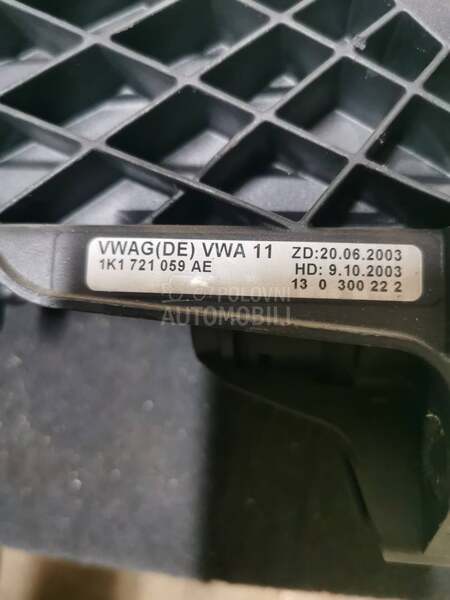 VWAG(DE) VWA 11 ZD:20.06.2003
1K1 721 059 AE HD: 9.10.2003
13 0 300 22 2
POLOVNI
AUTOMOBILI